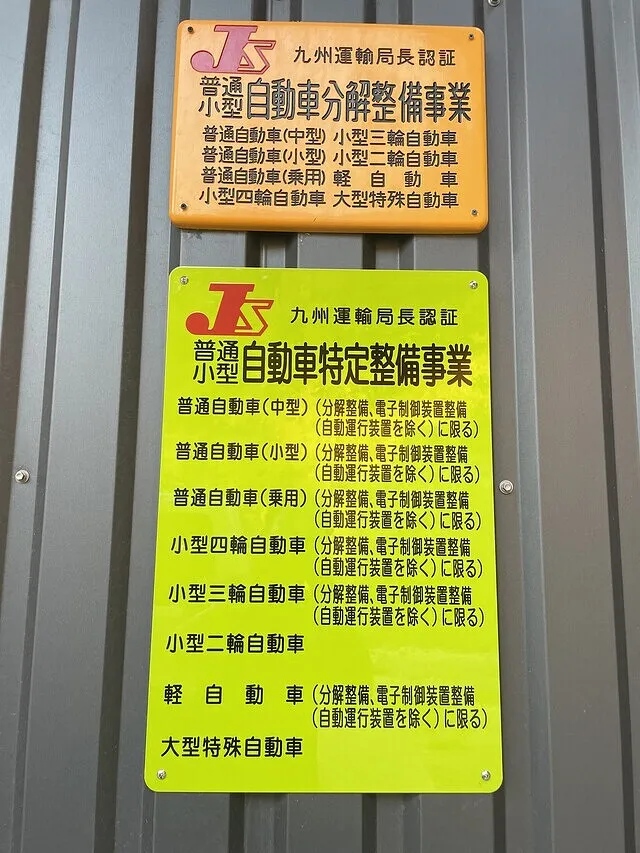 JS 九州運輸局長認証
普通
小型 自動車分解整備事業
普通自動車(中型) 小型三輪自動車
普通自動車(小型) 小型二輪自動車
普通自動車(乗用) 軽自動車
小型四輪自動車 大型特殊自動車
JS 九州運輸局長認証
普通
小型 自動車特定整備事業
普通自動車(中型) (分解整備、電子制御装置整備
(自動運行装置を除く)に限る)
普通自動車(小型) (分解整備、電子制御装置整備
(自動運行装置を除く)に限る)
普通自動車(乗用) (分解整備、電子制御装置整備
(自動運行装置を除く)に限る)
小型四輪自動車 (分解整備、電子制御装置整備
(自動運行装置を除く)に限る)
小型三輪自動車 (分解整備、電子制御装置整備
(自動運行装置を除く)に限る)
小型二輪自動車
軽自動車 (分解整備、電子制御装置整備
(自動運行装置を除く)に限る)
大型特殊自動車